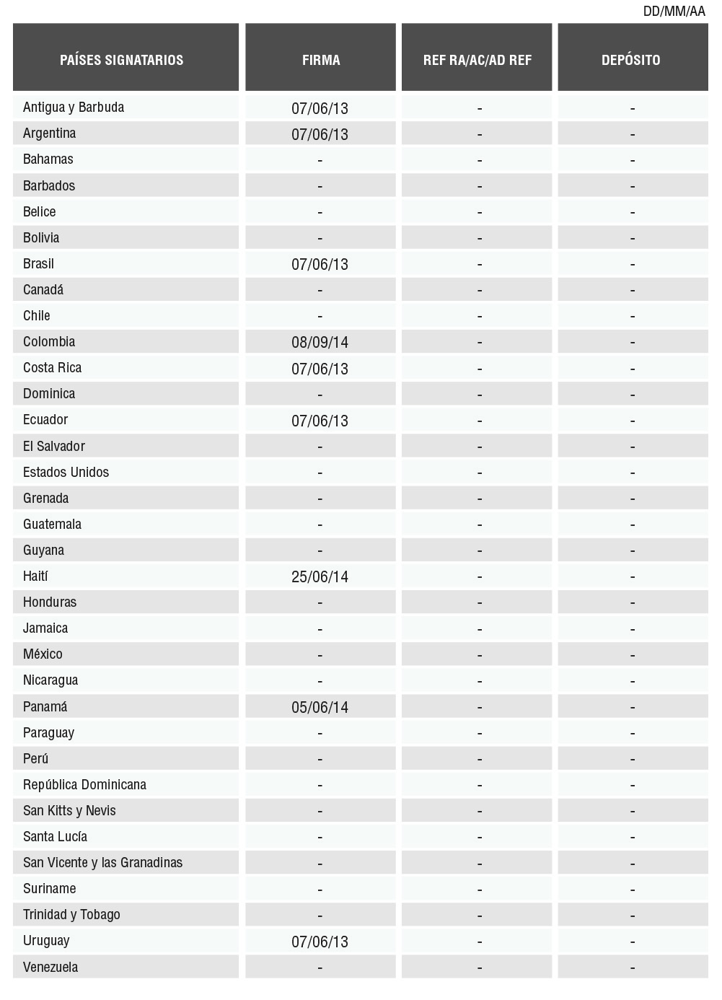 DD/MM/AA
PAÍSES SIGNATARIOS FIRMA REF RA/AC/AD REF DEPÓSITO
Antigua y Barbuda 07/06/13 - -
Argentina 07/06/13 - -
Bahamas - - -
Barbados - - -
Belice - - -
Bolivia - - -
Brasil 07/06/13 - -
Canadá - - -
Chile - - -
Colombia 08/09/14 - -
Costa Rica 07/06/13 - -
Dominica - - -
Ecuador 07/06/13 - -
El Salvador - - -
Estados Unidos - - -
Grenada - - -
Guatemala - - -
Guyana - - -
Haití 25/06/14 - -
Honduras - - -
Jamaica - - -
México - - -
Nicaragua - - -
Panamá 05/06/14 - -
Paraguay - - -
Perú - - -
República Dominicana - - -
San Kitts y Nevis - - -
Santa Lucía - - -
San Vicente y las Granadinas - - -
Suriname - - -
Trinidad y Tobago - - -
Uruguay 07/06/13 - -
Venezuela - - -